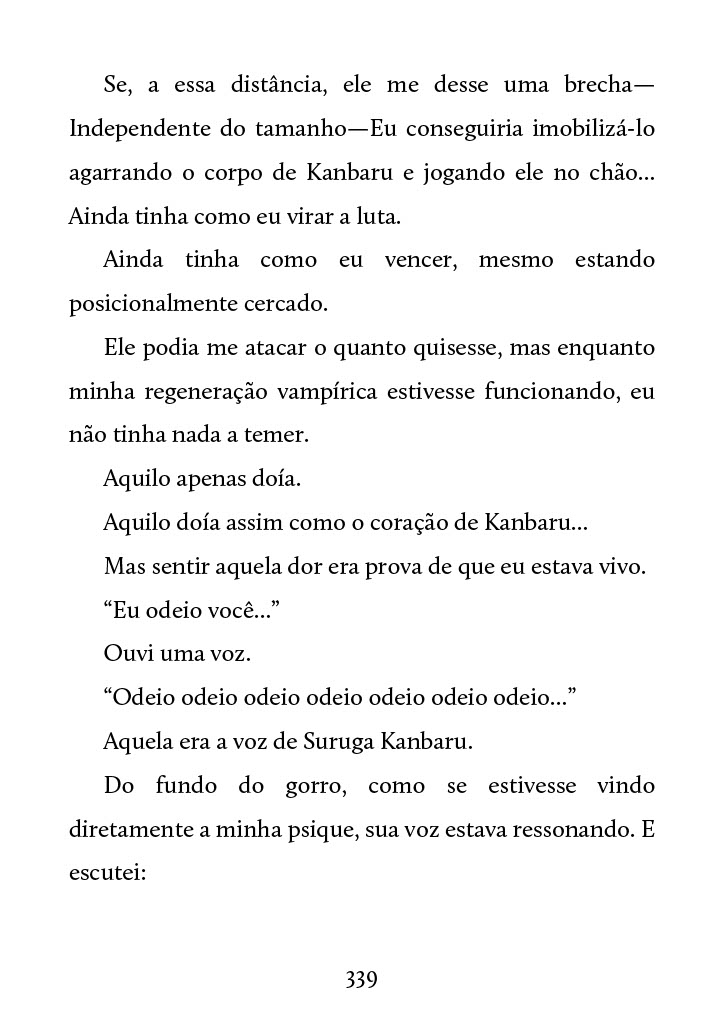 Se, a essa distância, ele me desse uma brecha—
Independente do tamanho—Eu conseguiria imobilizá-lo
agarrando o corpo de Kanbaru e jogando ele no chão...
Ainda tinha como eu virar a luta.
Ainda tinha como eu vencer, mesmo estando
posicionalmente cercado.
Ele podia me atacar o quanto quisesse, mas enquanto
minha regeneração vampírica estivesse funcionando, eu
não tinha nada a temer.
Aquilo apenas doía.
Aquilo doía assim como o coração de Kanbaru...
Mas sentir aquela dor era prova de que eu estava vivo.
“Eu odeio você...”
Ouvi uma voz.
“Odeio odeio odeio odeio odeio odeio odeio...”
Aquela era a voz de Suruga Kanbaru.
Do fundo do gorro, como se estivesse vindo
diretamente a minha psique, sua voz estava ressonando. E
escutei:
339